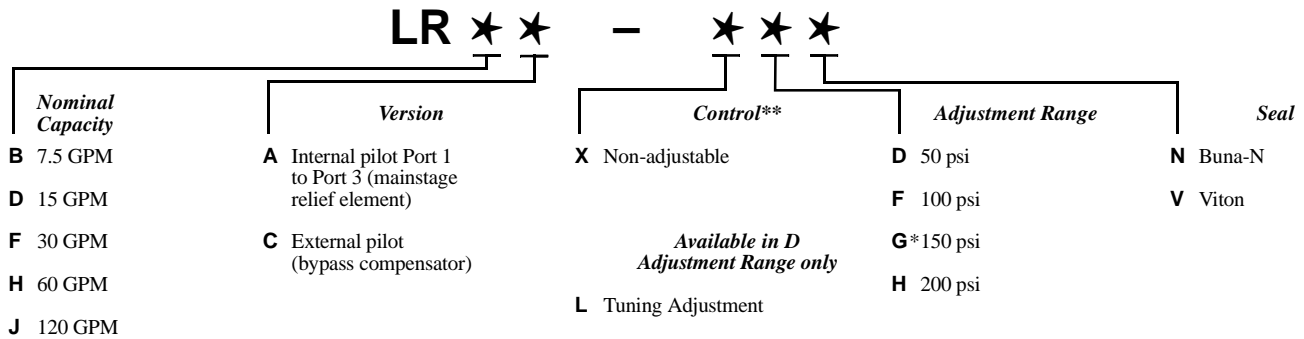 LR ✶ ✶ – ✶ ✶ ✶
Nominal
Capacity
B 7.5 GPM
D 15 GPM
F 30 GPM
H 60 GPM
J 120 GPM
Version
A Internal pilot Port 1
to Port 3 (mainstage
relief element)
C External pilot
(bypass compensator)
Control**
X Non-adjustable
Available in D
Adjustment Range only
L Tuning Adjustment
Adjustment Range
D 50 psi
F 100 psi
G*150 psi
H 200 psi
Seal
N Buna-N
V Viton